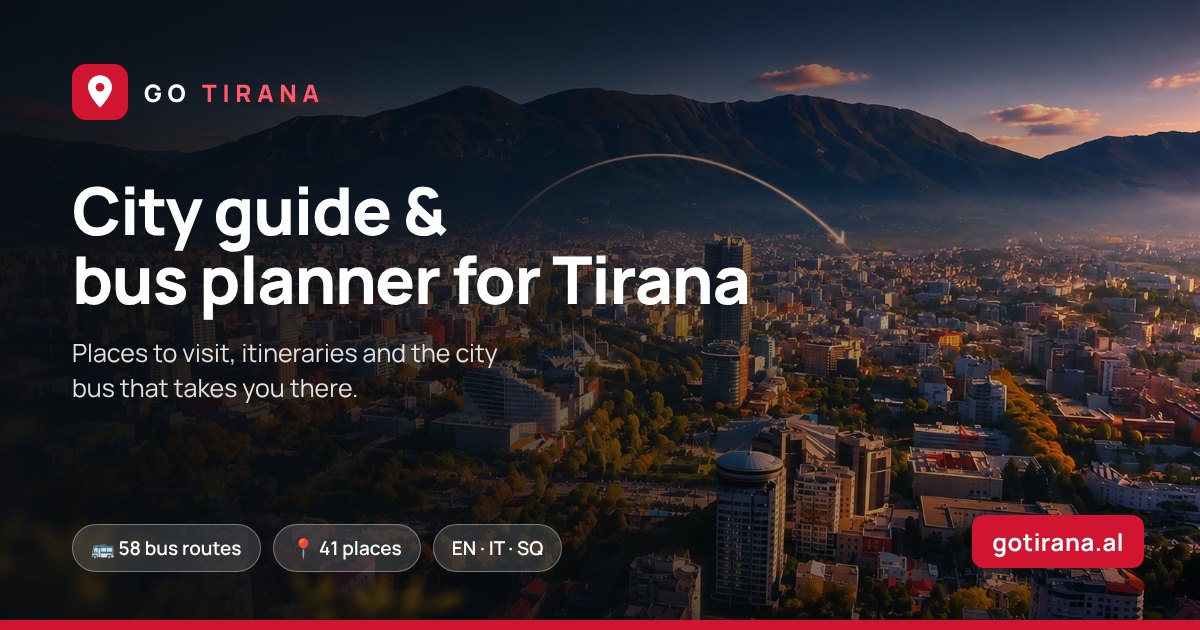 GO TIRANA
City guide &
bus planner for Tirana
Places to visit, itineraries and the city
bus that takes you there.
🚌 58 bus routes
📍 41 places
EN · IT · SQ
gotirana.al